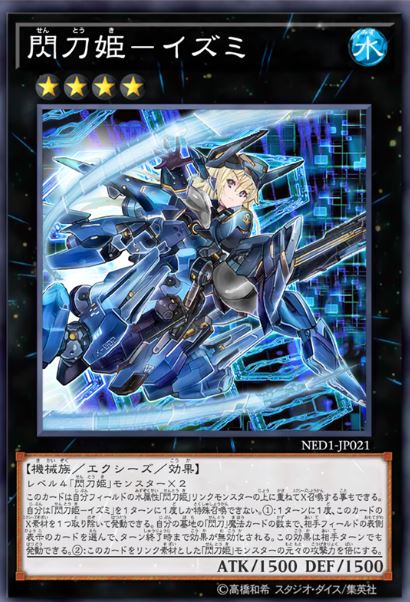 閃刀姫－イズミ
水
NED1-JP021
【機械族／エクシーズ／効果】
レベル４「閃刀姫」モンスター×２
このカードは自分フィールドの水属性「閃刀姫」リンクモンスターの上に重ねてX召喚する事もできる。
自分は「閃刀姫－イズミ」を１ターンに１度しか特殊召喚できない。①：１ターンに１度、このカードの
X素材を１つ取り除いて発動できる。自分の墓地の「閃刀」魔法カードの数まで、相手フィールドの表側
表示のカードを選んで、ターン終了時まで効果が無効化される。この効果は相手ターンでも
発動できる。②：このカードをリンク素材とした「閃刀姫」モンスターの元々の攻撃力を倍にする。
ATK/1500 DEF/1500
©高橋和希 スタジオ・ダイス/集英社